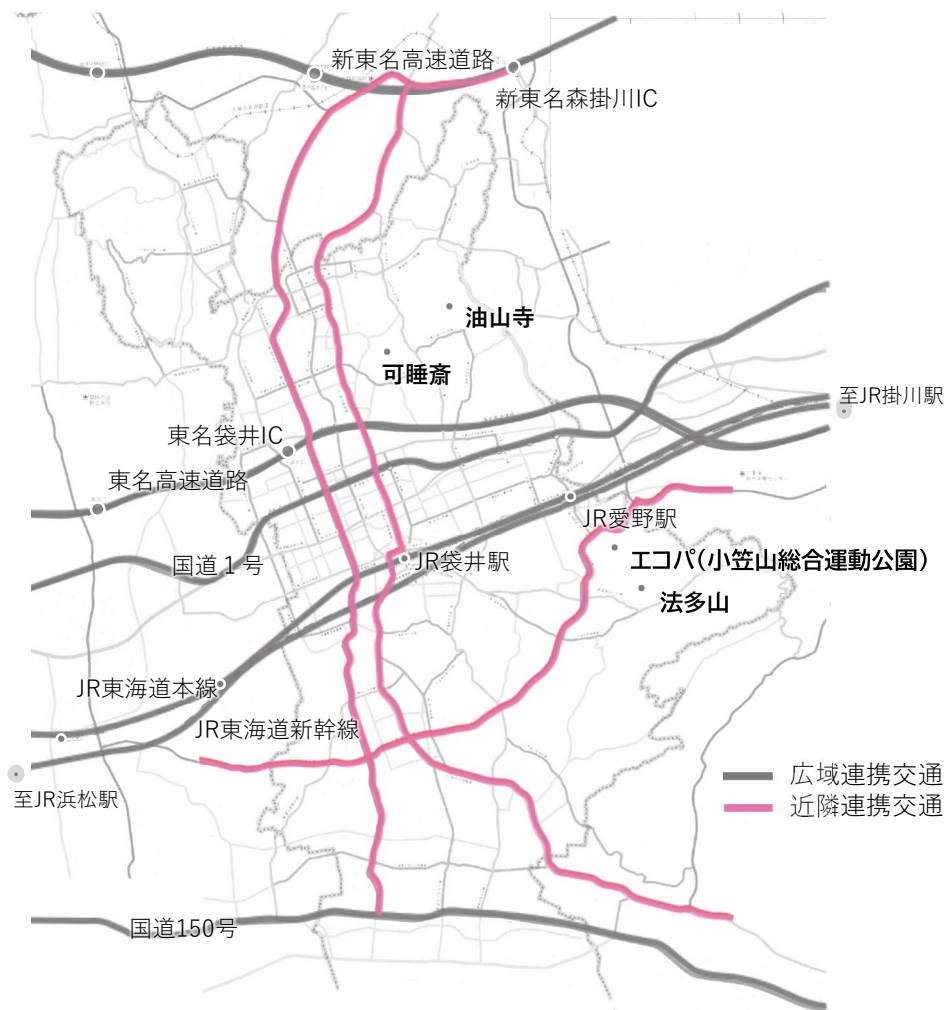 新東名高速道路
新東名森掛川IC
油山寺
可睡斎
至JR掛川駅
東名袋井IC
東名高速道路
JR愛野駅
国道1号
JR袋井駅
エコパ(小笠山総合運動公園)
法多山
JR東海道本線
JR東海道新幹線
広域連携交通
至JR浜松駅
近隣連携交通
国道150号